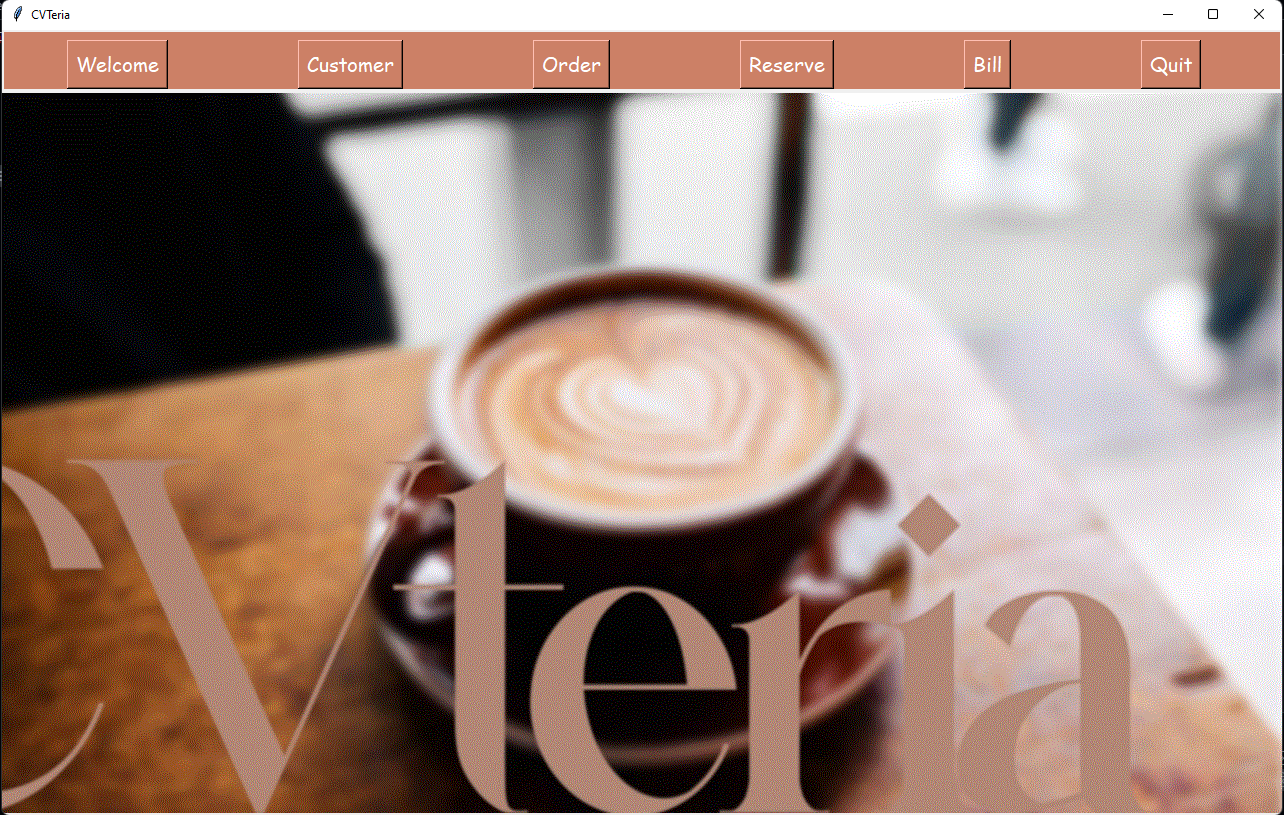 CVTeria
Welcome Customer Order Reserve Bill Quit
CVteria